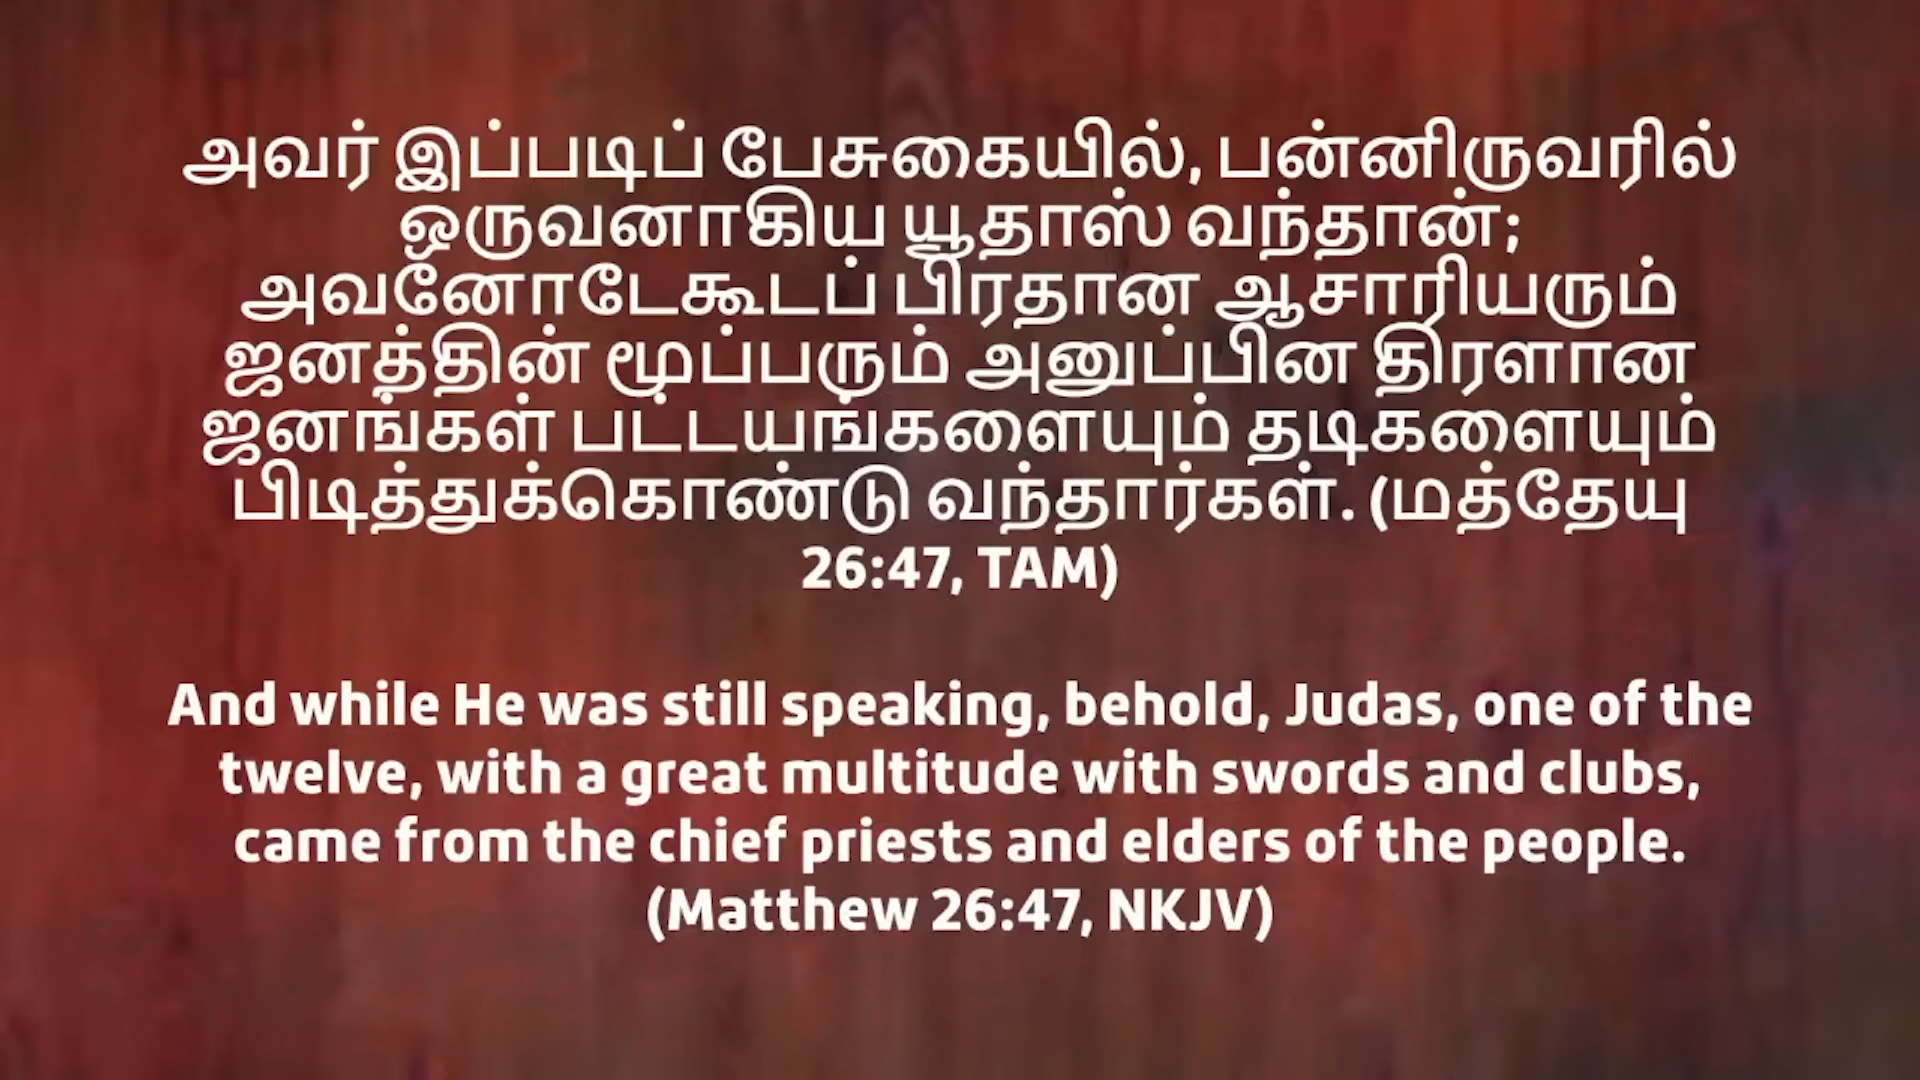 அவர் இப்படிப் பேசுகையில், பன்னிருவரில்
ஒருவனாகிய யூதாஸ் வந்தான்;
அவனோடேகூடப் பிரதான ஆசாரியரும்
ஜனத்தின் மூப்பரும் அனுப்பின திரளான
ஜனங்கள் பட்டயங்களையும் தடிகளையும்
பிடித்துக்கொண்டு வந்தார்கள். (மத்தேயு
26:47, TAM)
And while He was still speaking, behold, Judas, one of the
twelve, with a great multitude with swords and clubs,
came from the chief priests and elders of the people.
(Matthew 26:47, NKJV)